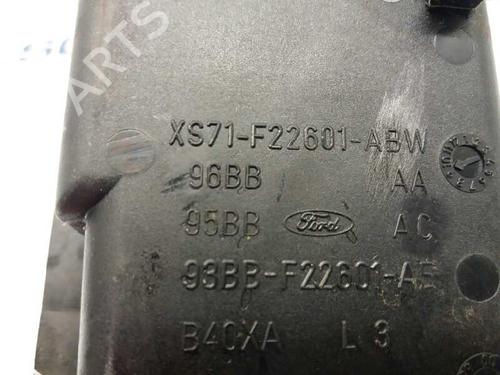 XS71-F22601-ABW
96BB AA
95BB Ford AC
93BB-F22601-AE
B40XA L 3
ARTS